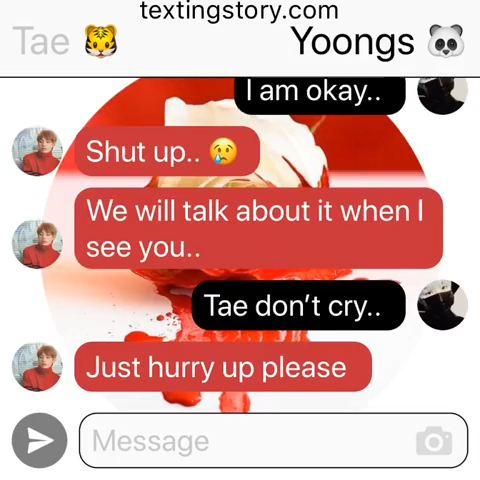 textingstory.com
Tae 🐯 Yoongs 🐼
I am okay..
Shut up.. 😢
We will talk about it when I
see you..
Tae don't cry..
Just hurry up please
Message